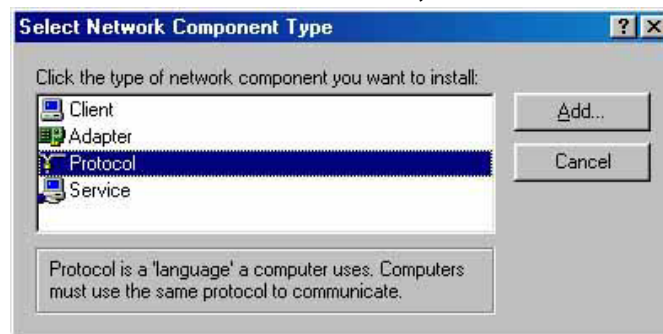 Select Network Component Type
Click the type of network component you want to install:
Client
Adapter
Protocol
Service
Add...
Cancel
Protocol is a 'language' a computer uses. Computers
must use the same protocol to communicate.